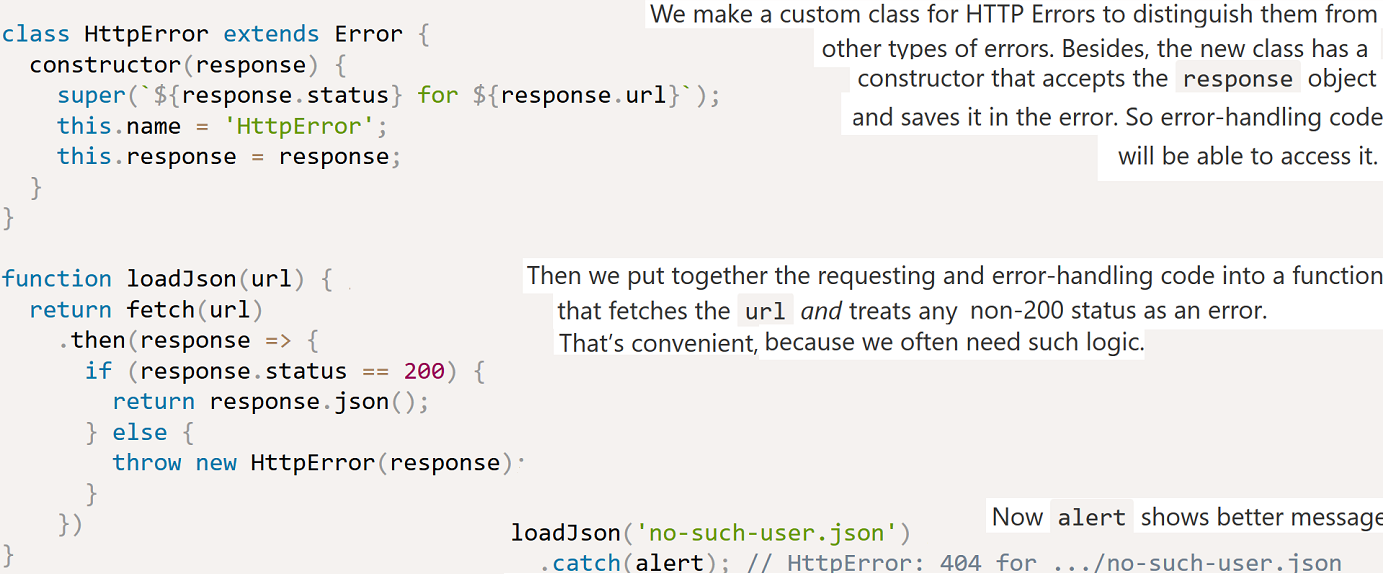 We make a custom class for HTTP Errors to distinguish them from
other types of errors. Besides, the new class has a
constructor that accepts the response object
and saves it in the error. So error-handling code
will be able to access it.
class HttpError extends Error {
  constructor(response) {
    super(`${response.status} for ${response.url}`);
    this.name = 'HttpError';
    this.response = response;
  }
}
Then we put together the requesting and error-handling code into a function
that fetches the url and treats any non-200 status as an error.
That's convenient, because we often need such logic.
function loadJson(url) {
  return fetch(url)
    .then(response => {
      if (response.status == 200) {
        return response.json();
      } else {
        throw new HttpError(response)
      }
    })
}
Now alert shows better message
loadJson('no-such-user.json')
  .catch(alert); // HttpError: 404 for .../no-such-user.json